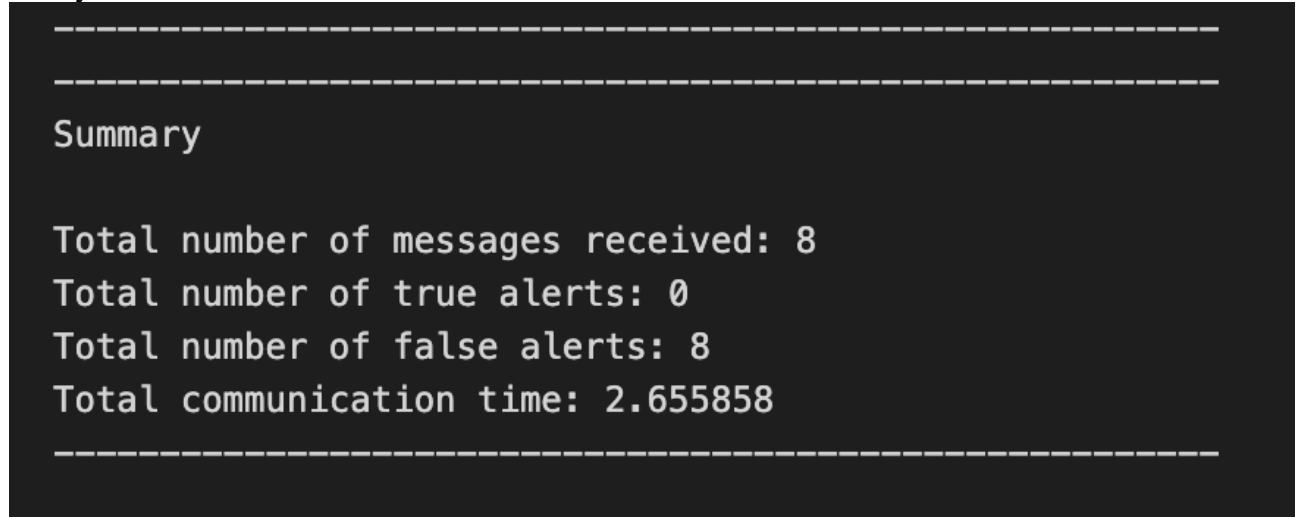 -------------------------------------------------------
-------------------------------------------------------
Summary
Total number of messages received: 8
Total number of true alerts: 0
Total number of false alerts: 8
Total communication time: 2.655858
-------------------------------------------------------